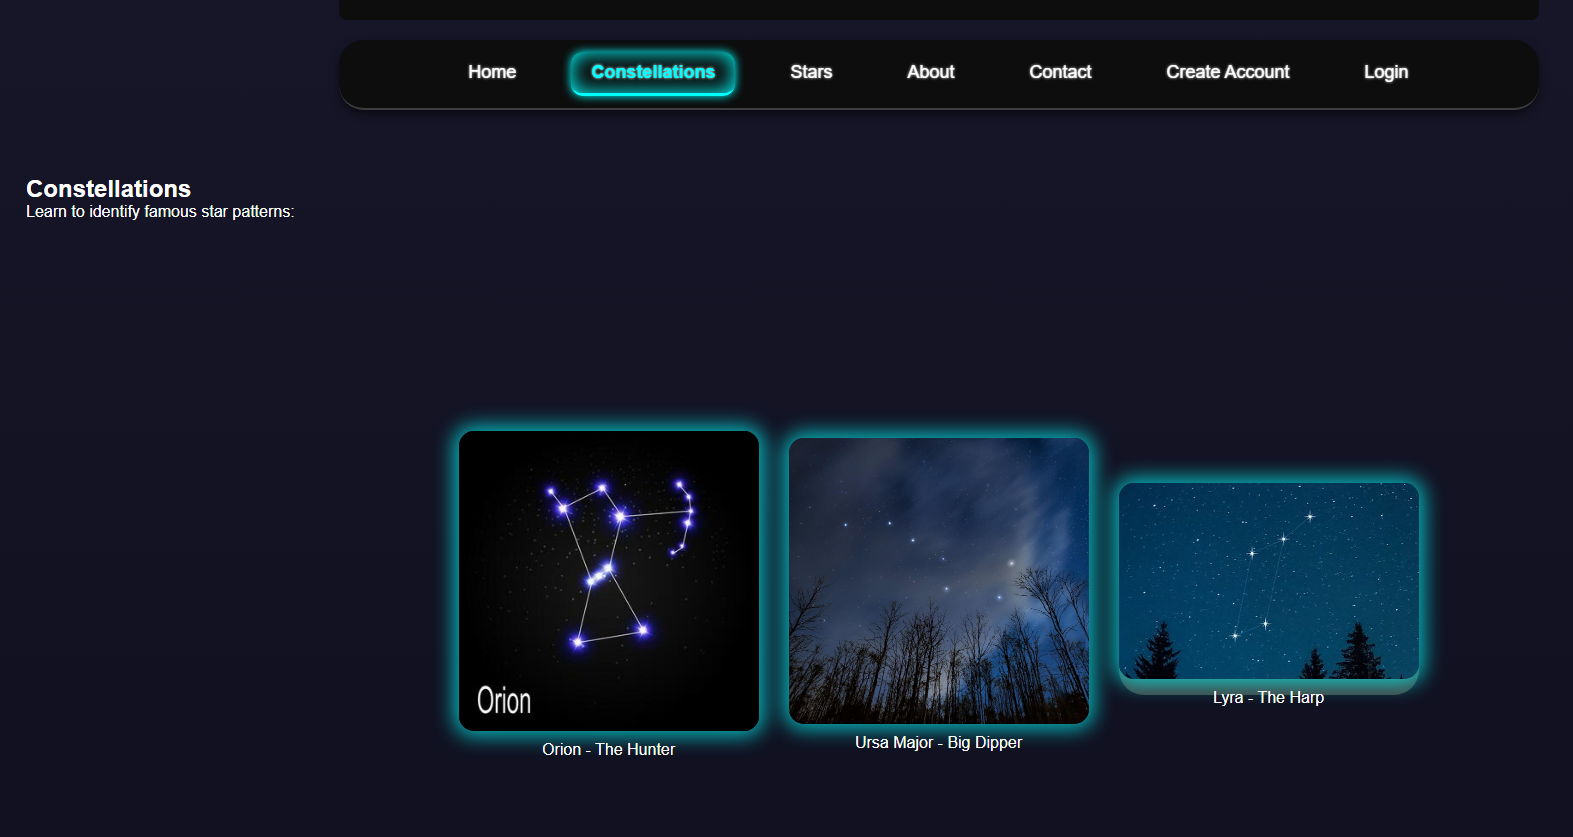 Home Constellations Stars About Contact Create Account Login
Constellations
Learn to identify famous star patterns:
Orion
Orion - The Hunter
Ursa Major - Big Dipper
Lyra - The Harp